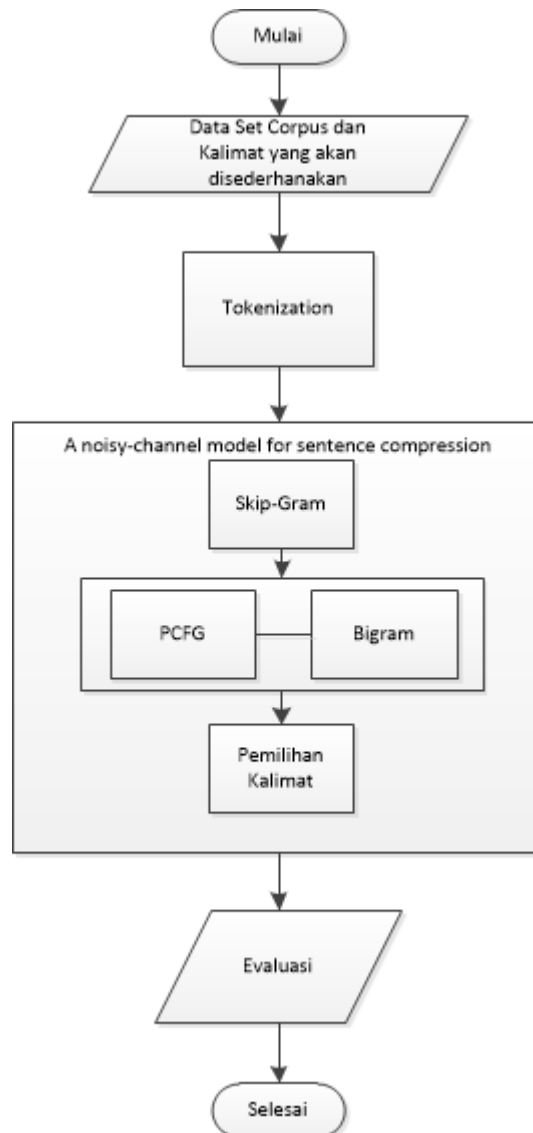 Mulai
Data Set Corpus dan
Kalimat yang akan
disederhanakan
Tokenization
A noisy-channel model for sentence compression
Skip-Gram
PCFG
Bigram
Pemilihan
Kalimat
Evaluasi
Selesai